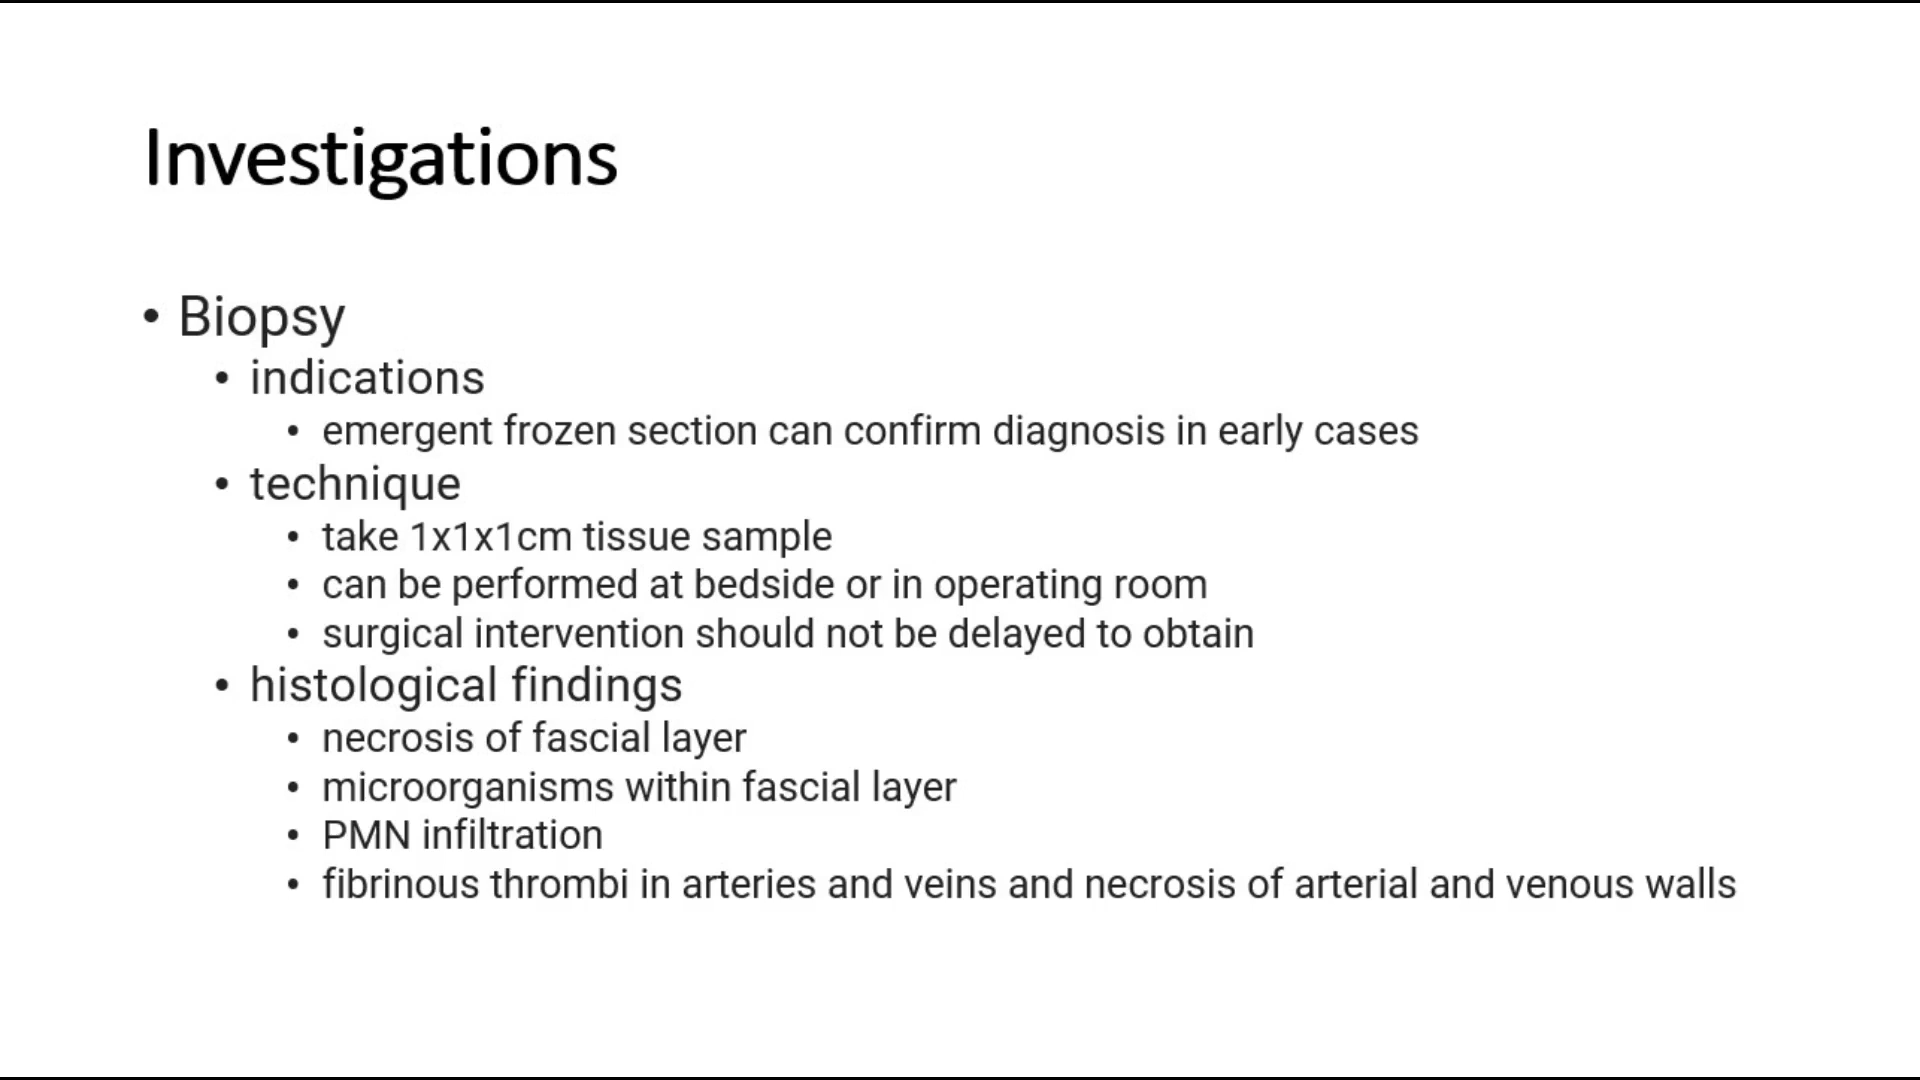 Investigations
• Biopsy
• indications
• emergent frozen section can confirm diagnosis in early cases
• technique
• take 1x1x1cm tissue sample
• can be performed at bedside or in operating room
• surgical intervention should not be delayed to obtain
• histological findings
• necrosis of fascial layer
• microorganisms within fascial layer
• PMN infiltration
• fibrinous thrombi in arteries and veins and necrosis of arterial and venous walls